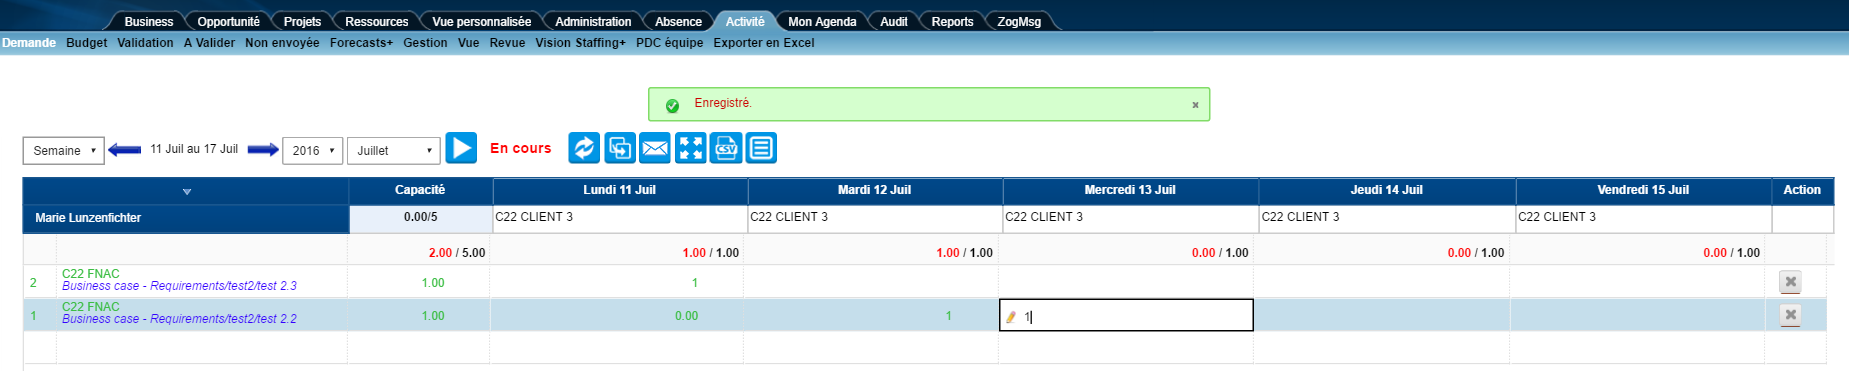 Business Opportunité Projets Ressources Vue personnalisée Administration Absence Activité Mon Agenda Audit Reports ZogMsg
Demande Budget Validation A Valider Non envoyée Forecasts+ Gestion Vue Revue Vision Staffing+ PDC équipe Exporter en Excel
Enregistré. ×
Semaine 11 Juil au 17 Juil 2016 Juillet En cours CSV
Capacité Lundi 11 Juil Mardi 12 Juil Mercredi 13 Juil Jeudi 14 Juil Vendredi 15 Juil Action
Marie Lunzenfichter 0.00/5 C22 CLIENT 3 C22 CLIENT 3 C22 CLIENT 3 C22 CLIENT 3 C22 CLIENT 3
2.00 / 5.00 1.00 / 1.00 1.00 / 1.00 0.00 / 1.00 0.00 / 1.00 0.00 / 1.00
2 C22 FNAC 1.00 1
Business case - Requirements/test2/test 2.3
1 C22 FNAC 1.00 0.00 1 1
Business case - Requirements/test2/test 2.2